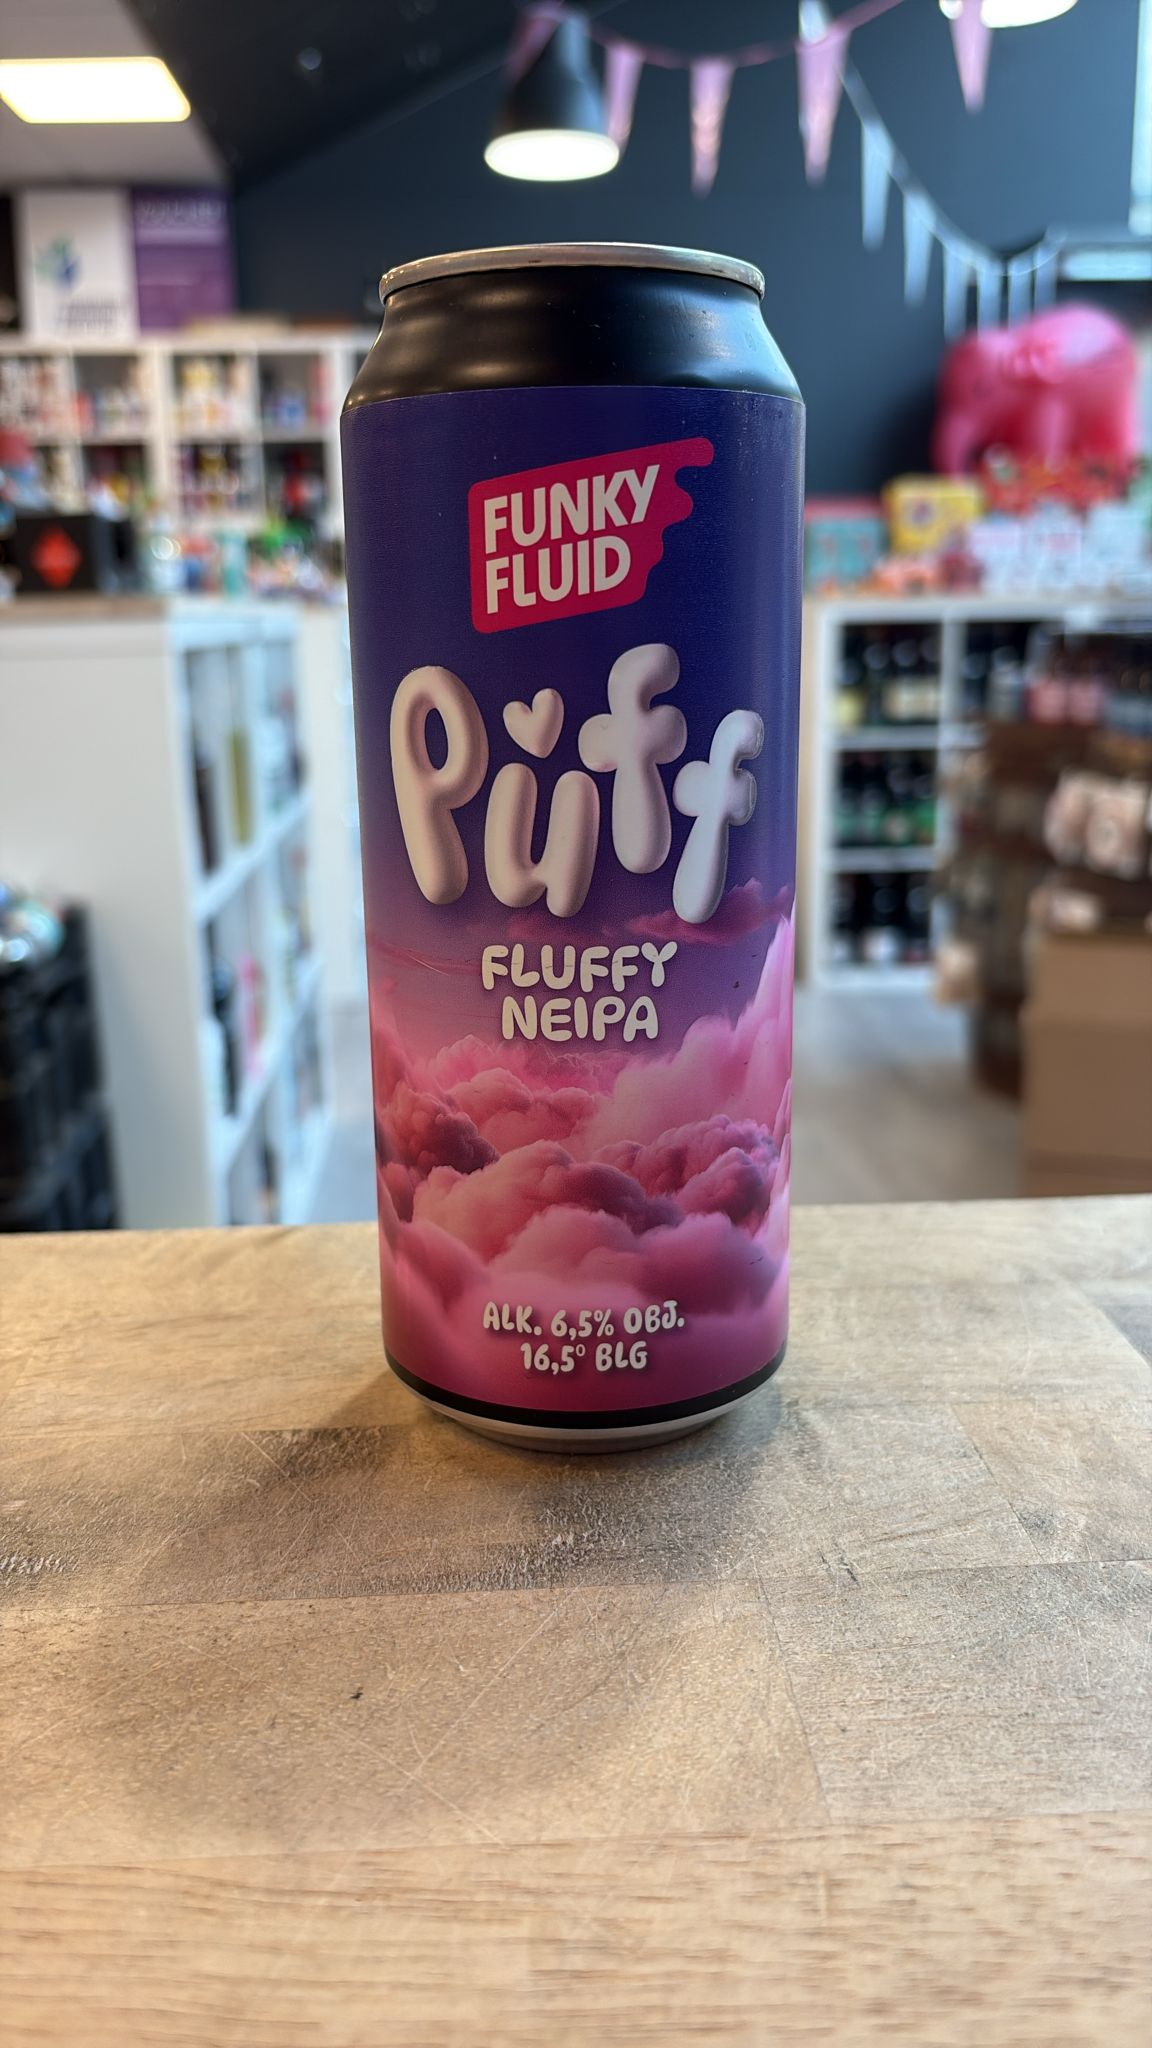 FUNKY
FLUID
Puff
FLUFFY
NEIPA
ALK. 6,5% OBJ.
16,5° BLG